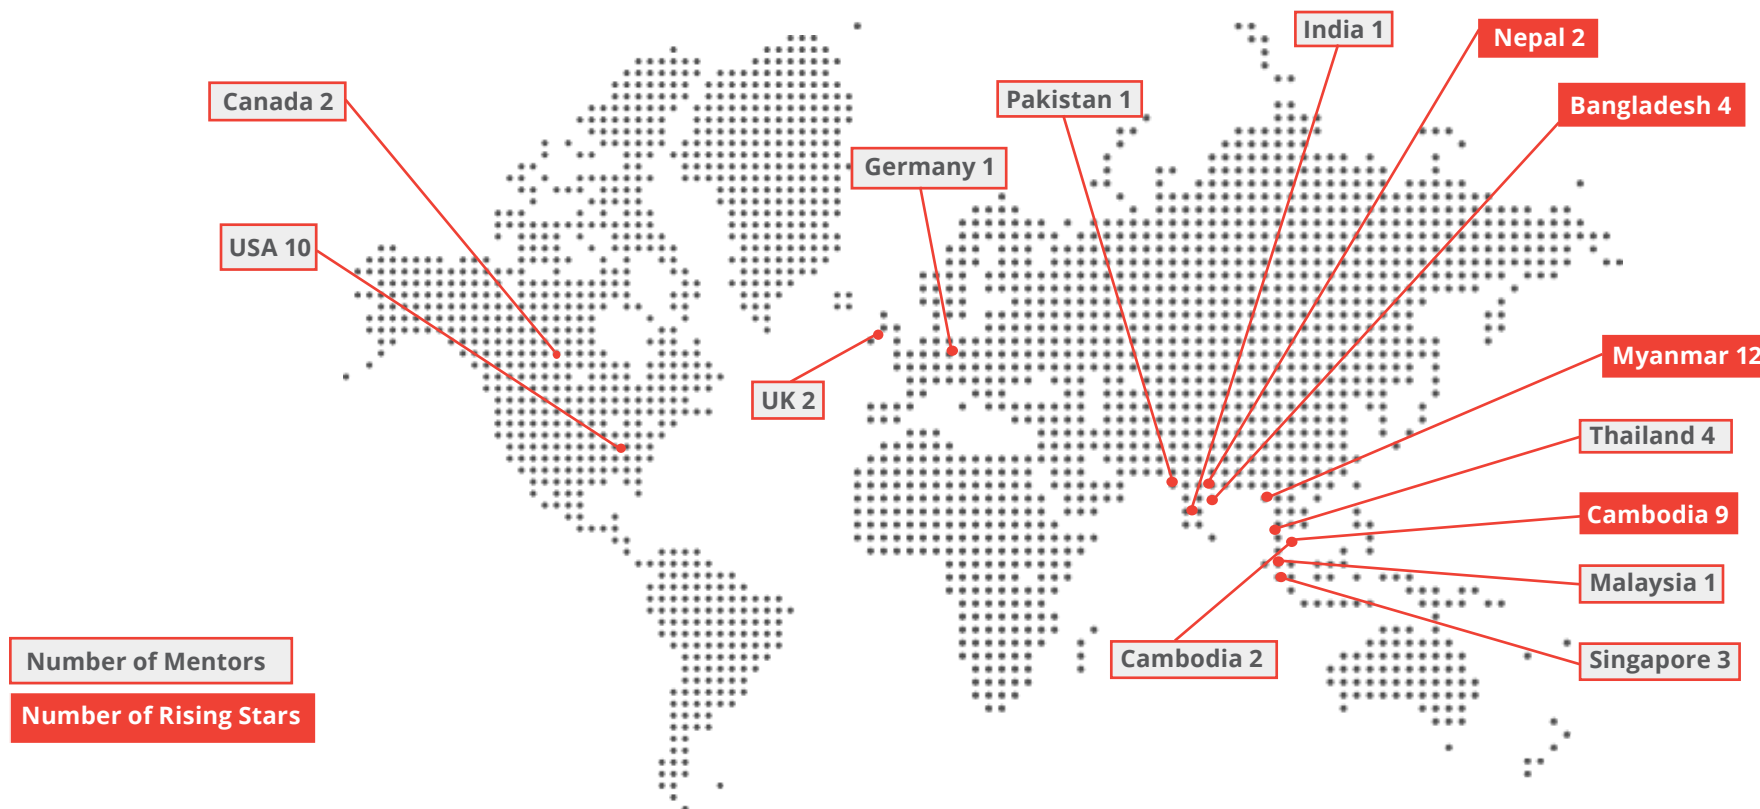 India 1
Nepal 2
Canada 2
Pakistan 1
Bangladesh 4
Germany 1
USA 10
Myanmar 12
UK 2
Thailand 4
Cambodia 9
Malaysia 1
Cambodia 2
Singapore 3
Number of Mentors
Number of Rising Stars